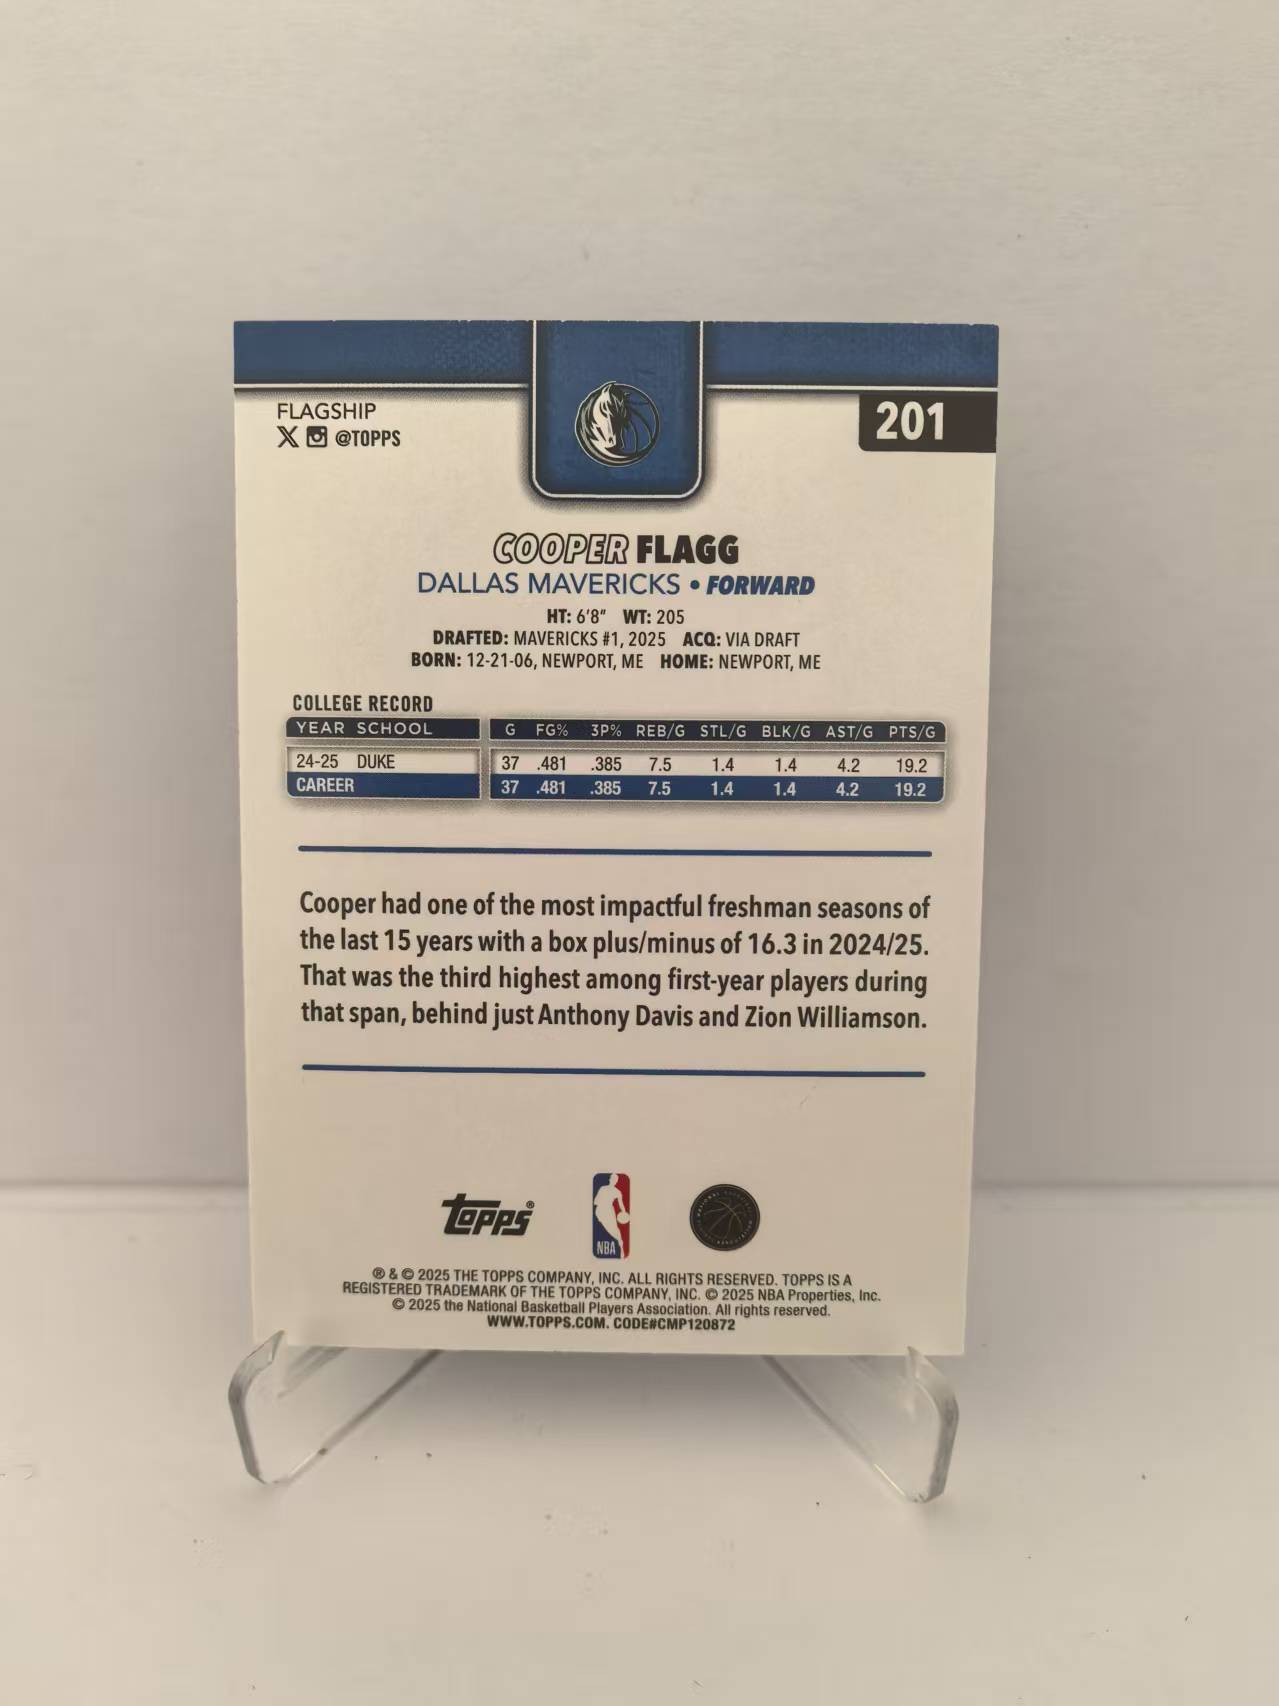 FLAGSHIP
@TOPPS
201
COOPER FLAGG
DALLAS MAVERICKS • FORWARD
HT: 6'8" WT: 205
DRAFTED: MAVERICKS #1, 2025 ACQ: VIA DRAFT
BORN: 12-21-06, NEWPORT, ME HOME: NEWPORT, ME
COLLEGE RECORD
YEAR SCHOOL G FG% 3P% REB/G STL/G BLK/G AST/G PTS/G
24-25 DUKE 37 .481 .385 7.5 1.4 1.4 4.2 19.2
CAREER 37 .481 .385 7.5 1.4 1.4 4.2 19.2
Cooper had one of the most impactful freshman seasons of
the last 15 years with a box plus/minus of 16.3 in 2024/25.
That was the third highest among first-year players during
that span, behind just Anthony Davis and Zion Williamson.
topps®
NBA
® & © 2025 THE TOPPS COMPANY, INC. ALL RIGHTS RESERVED. TOPPS IS A
REGISTERED TRADEMARK OF THE TOPPS COMPANY, INC. © 2025 NBA Properties, Inc.
© 2025 the National Basketball Players Association. All rights reserved.
WWW.TOPPS.COM. CODE#CMP120872